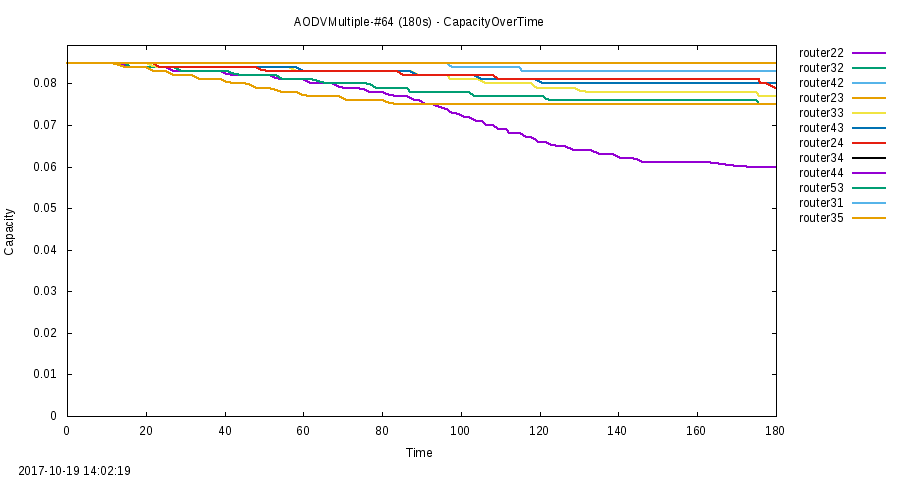 AODVMultiple-#64 (180s) - CapacityOverTime
router22
router32
router42
router23
router33
router43
router24
router34
router44
router53
router31
router35
0.08
0.07
0.06
0.05
0.04
0.03
0.02
0.01
0
Capacity
0 20 40 60 80 100 120 140 160 180
Time
2017-10-19 14:02:19